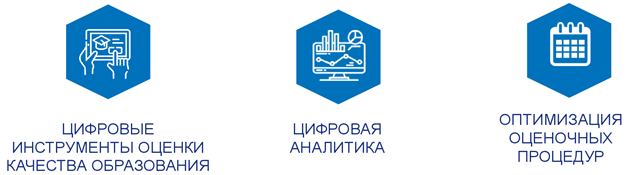 ЦИФРОВЫЕ
ИНСТРУМЕНТЫ ОЦЕНКИ
КАЧЕСТВА ОБРАЗОВАНИЯ
ЦИФРОВАЯ
АНАЛИТИКА
ОПТИМИЗАЦИЯ
ОЦЕНОЧНЫХ
ПРОЦЕДУР